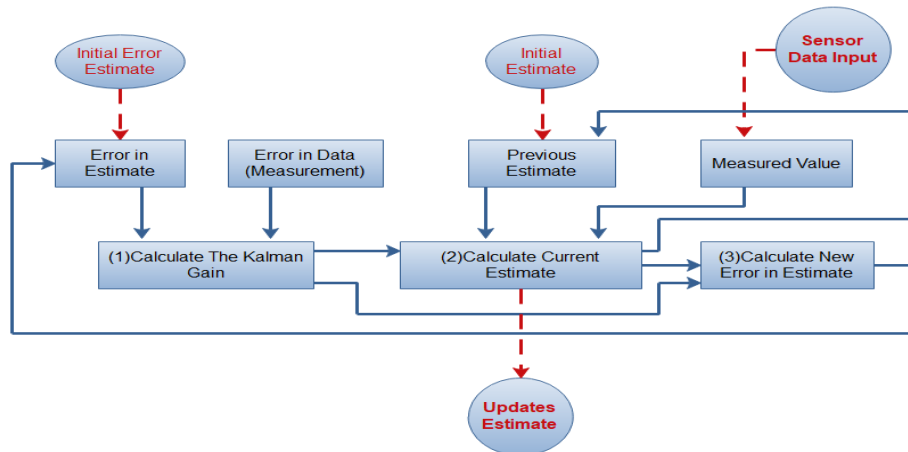 Initial Error
Estimate
Initial
Estimate
Sensor
Data Input
Error in
Estimate
Error in Data
(Measurement)
Previous
Estimate
Measured Value
(1)Calculate The Kalman
Gain
(2)Calculate Current
Estimate
(3)Calculate New
Error in Estimate
Updates
Estimate